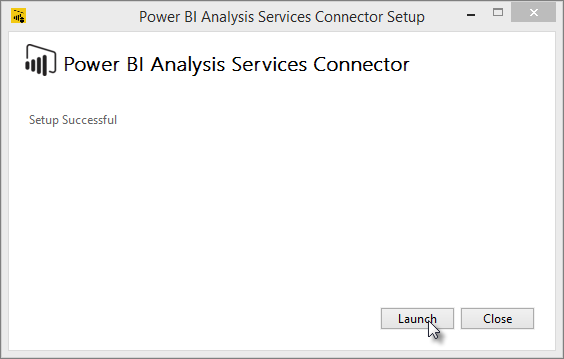 Power BI Analysis Services Connector Setup
Power BI Analysis Services Connector
Setup Successful
Launch Close